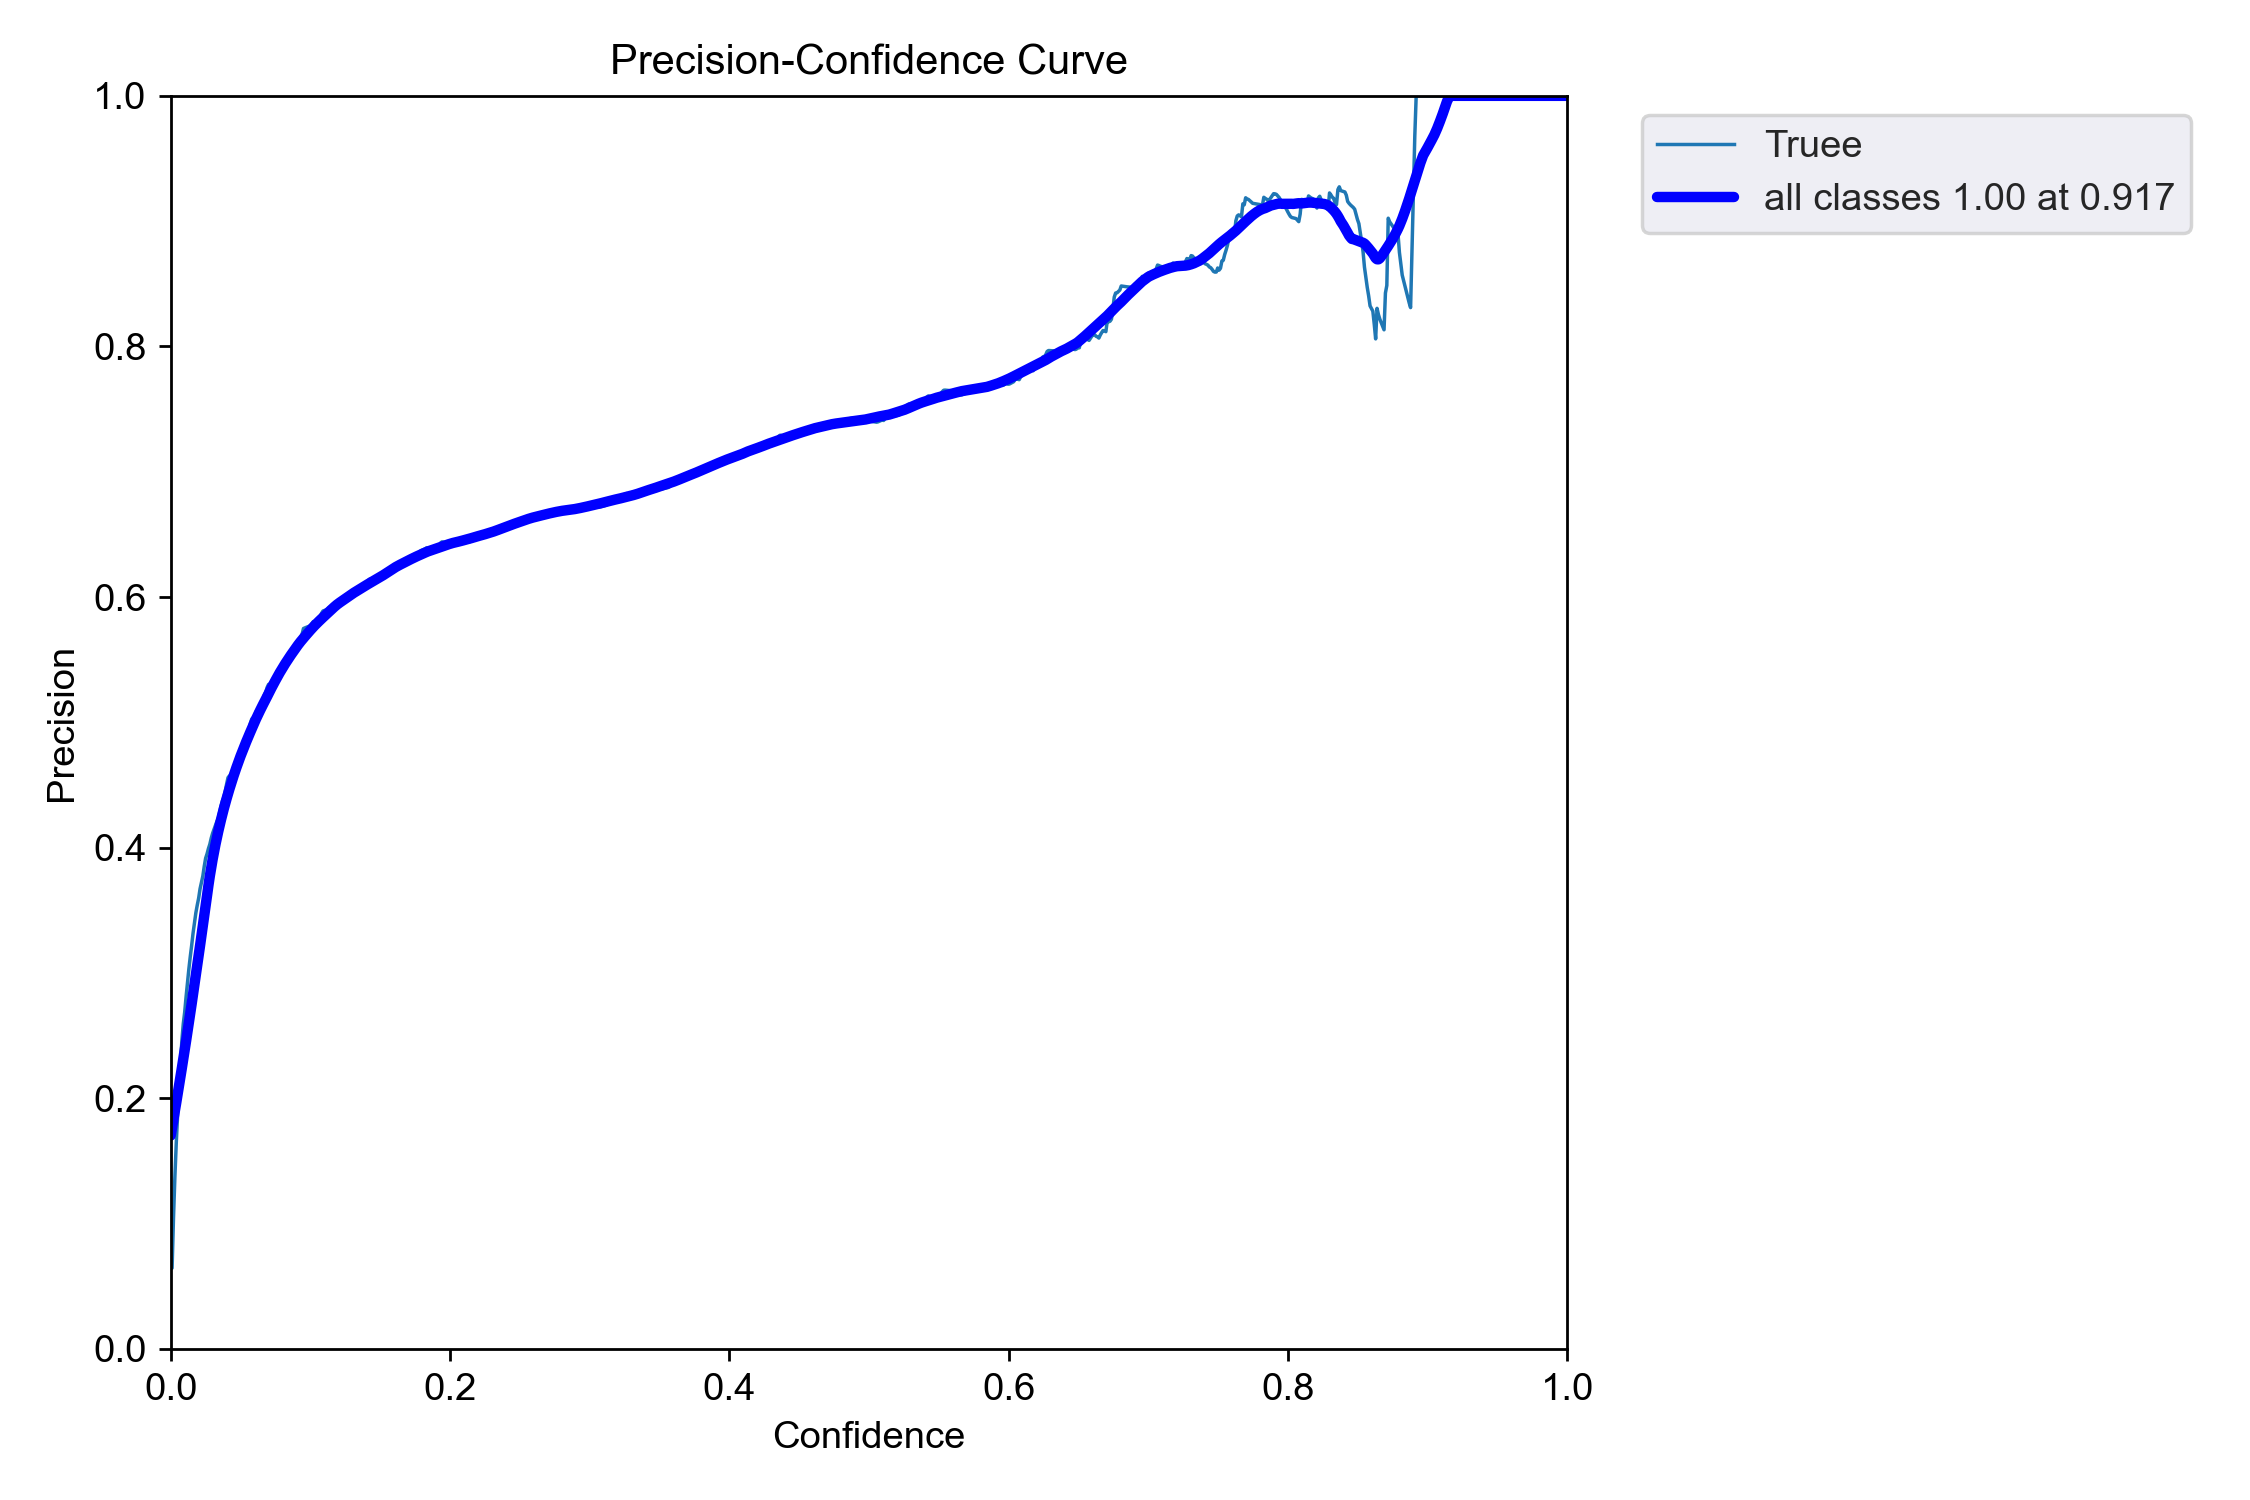 Precision-Confidence Curve
1.0
0.8
0.6
0.4
0.2
0.0
Precision
0.0 0.2 0.4 0.6 0.8 1.0
Confidence
Truee
all classes 1.00 at 0.917